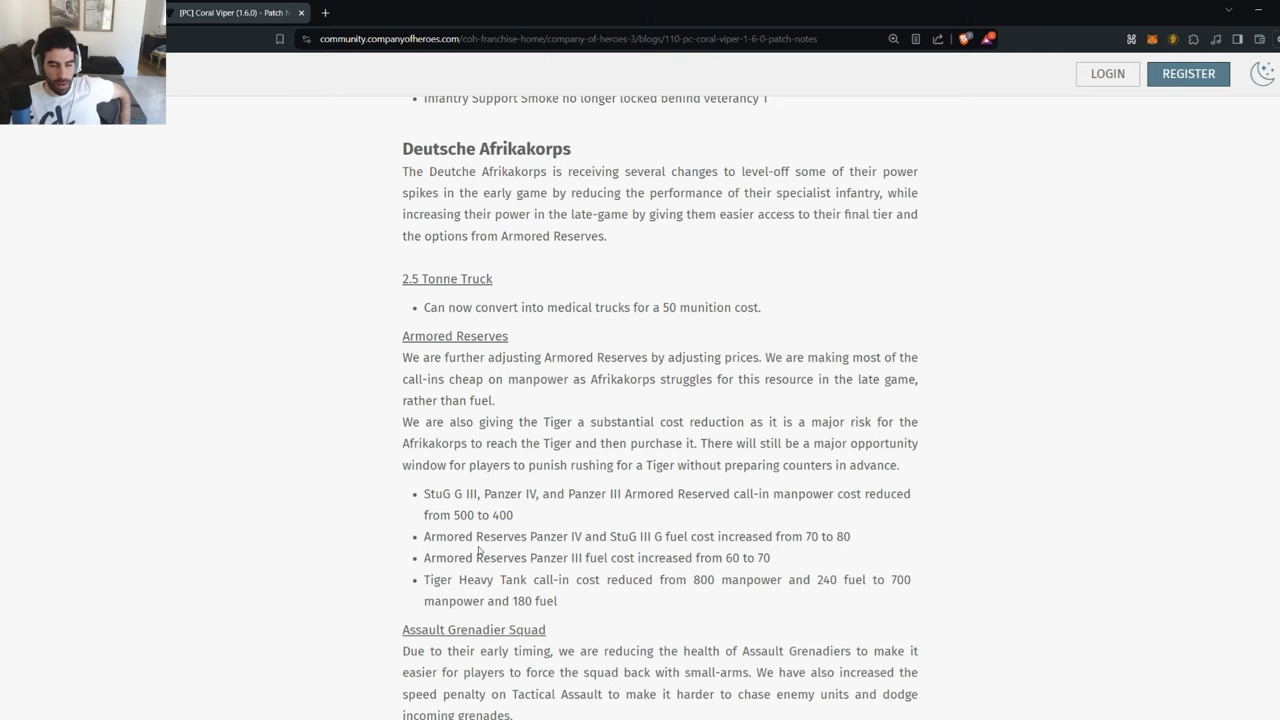 [PC] Coral Viper (1.6.0) - Patch N
community.companyofheroes.com/coh-franchise-home/company-of-heroes-3/blogs/110-pc-coral-viper-1-6-0-patch-notes
LOGIN
REGISTER
Infantry Support Smoke no longer locked behind veterancy 1
Deutsche Afrikakorps
The Deutche Afrikakorps is receiving several changes to level-off some of their power
spikes in the early game by reducing the performance of their specialist infantry, while
increasing their power in the late-game by giving them easier access to their final tier and
the options from Armored Reserves.
2.5 Tonne Truck
• Can now convert into medical trucks for a 50 munition cost.
Armored Reserves
We are further adjusting Armored Reserves by adjusting prices. We are making most of the
call-ins cheap on manpower as Afrikakorps struggles for this resource in the late game,
rather than fuel.
We are also giving the Tiger a substantial cost reduction as it is a major risk for the
Afrikakorps to reach the Tiger and then purchase it. There will still be a major opportunity
window for players to punish rushing for a Tiger without preparing counters in advance.
• StuG G III, Panzer IV, and Panzer III Armored Reserved call-in manpower cost reduced
from 500 to 400
• Armored Reserves Panzer IV and StuG III G fuel cost increased from 70 to 80
• Armored Reserves Panzer III fuel cost increased from 60 to 70
• Tiger Heavy Tank call-in cost reduced from 800 manpower and 240 fuel to 700
manpower and 180 fuel
Assault Grenadier Squad
Due to their early timing, we are reducing the health of Assault Grenadiers to make it
easier for players to force the squad back with small-arms. We have also increased the
speed penalty on Tactical Assault to make it harder to chase enemy units and dodge
incoming grenades.